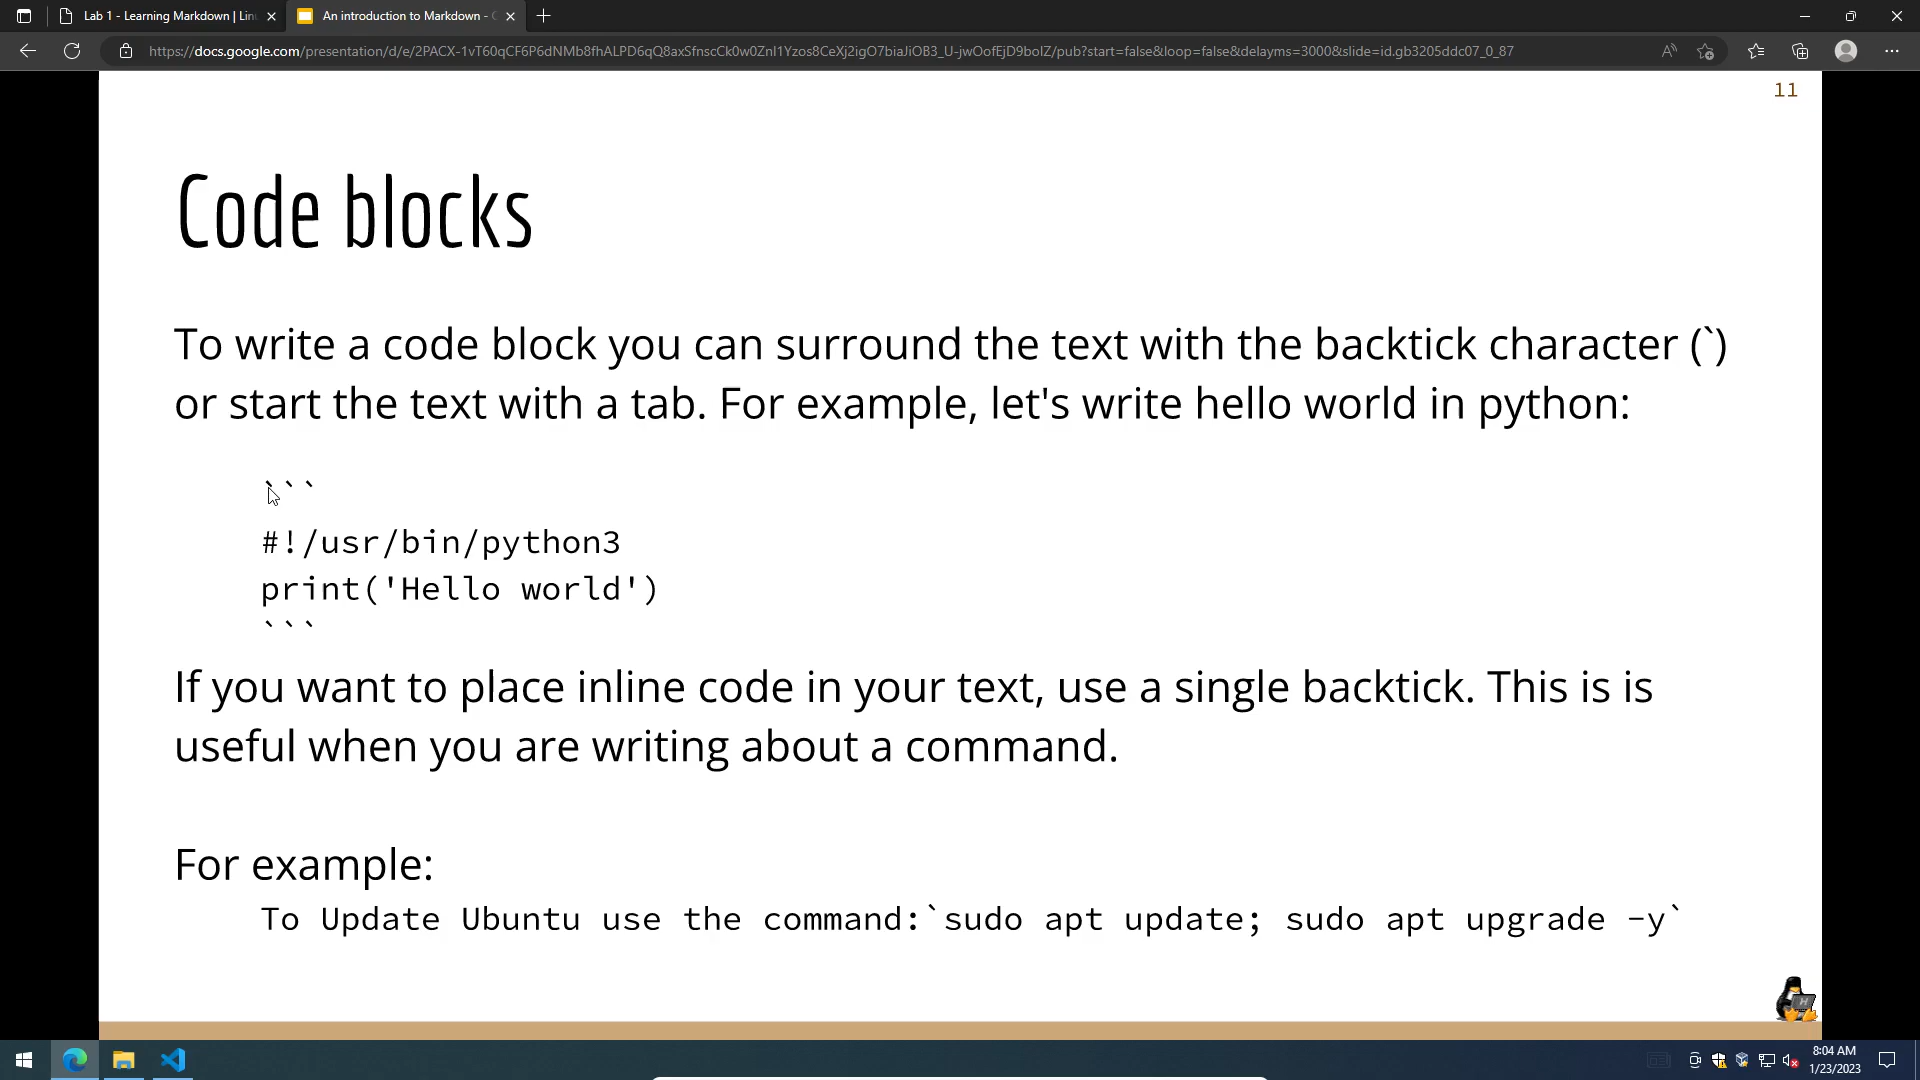 Lab 1 - Learning Markdown | Lin
An introduction to Markdown -
https://docs.google.com/presentation/d/e/2PACX-1vT60qCF6P6dNMb8fhALPD6qQ8axSfnscCk0w0ZnI1Yzos8CeXj2igO7biaJiOB3_U-jwOofEjD9bolZ/pub?start=false&loop=false&delayms=3000&slide=id.gb3205ddc07_0_87
11
Code blocks
To write a code block you can surround the text with the backtick character (`)
or start the text with a tab. For example, let's write hello world in python:
```
#!/usr/bin/python3
print('Hello world')
```
If you want to place inline code in your text, use a single backtick. This is is
useful when you are writing about a command.
For example:
To Update Ubuntu use the command:`sudo apt update; sudo apt upgrade -y`
8:04 AM
1/23/2023